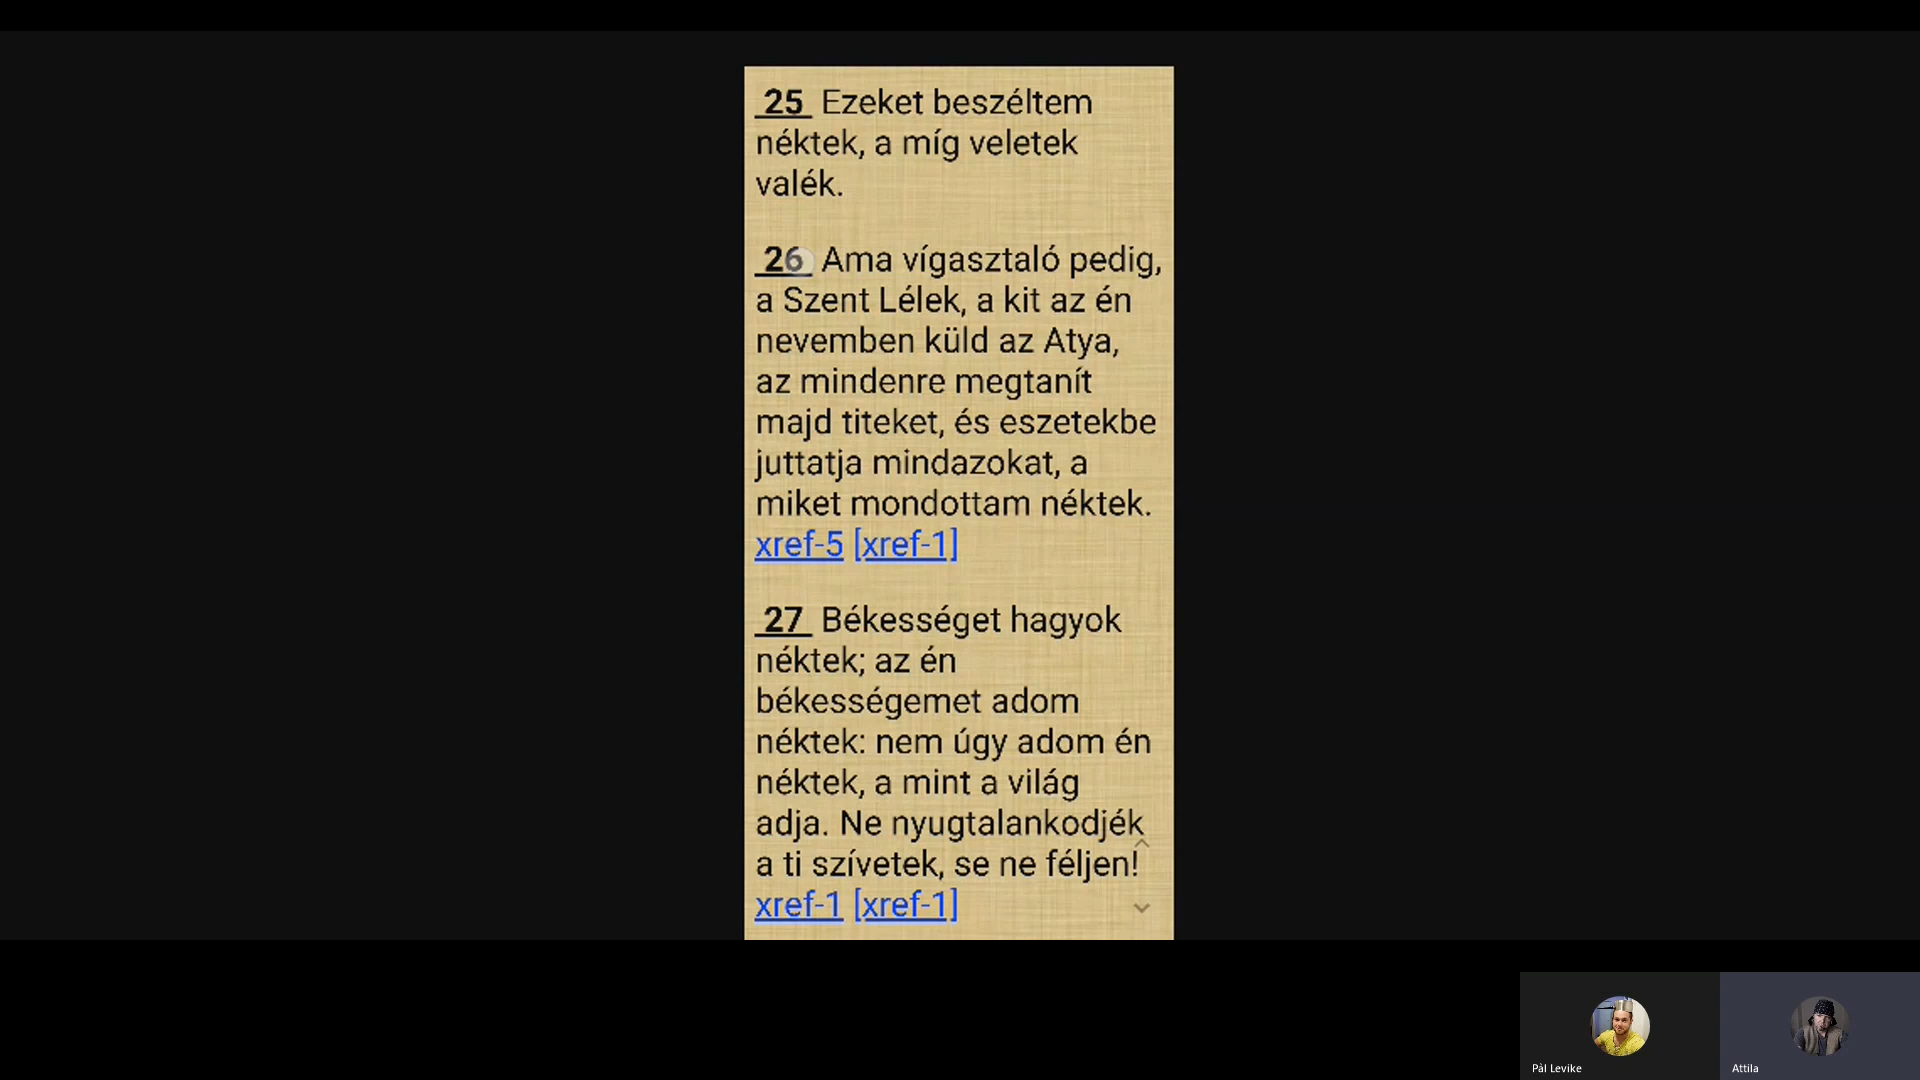 25 Ezeket beszéltem
néktek, a míg veletek
valék.
26 Ama vígasztaló pedig,
a Szent Lélek, a kit az én
nevemben küld az Atya,
az mindenre megtanít
majd titeket, és eszetekbe
juttatja mindazokat, a
miket mondottam néktek.
xref-5 [xref-1]
27 Békességet hagyok
néktek; az én
békességemet adom
néktek: nem úgy adom én
néktek, a mint a világ
adja. Ne nyugtalankodjék
a ti szívetek, se ne féljen!
xref-1 [xref-1]
Pàl Levike
Attila